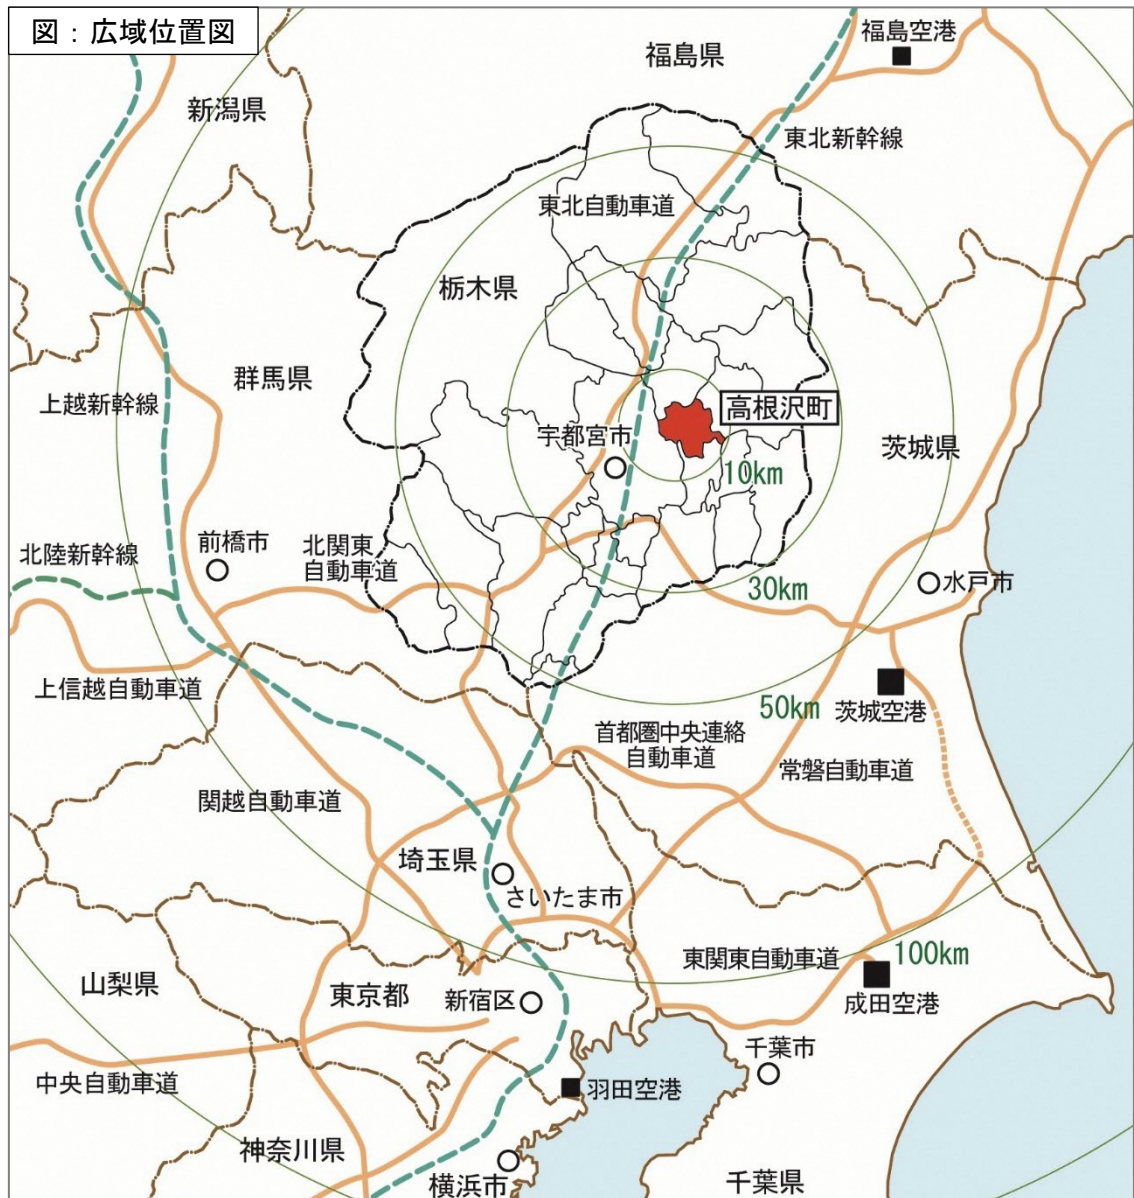 図：広域位置図
福島空港
福島県
新潟県
東北新幹線
東北自動車道
栃木県
群馬県
上越新幹線
高根沢町
宇都宮市
茨城県
10km
前橋市
北関東
自動車道
北陸新幹線
30km
水戸市
上信越自動車道
50km
茨城空港
首都圏中央連絡
自動車道
常磐自動車道
関越自動車道
埼玉県
さいたま市
東関東自動車道
100km
山梨県
東京都
新宿区
成田空港
千葉市
中央自動車道
羽田空港
神奈川県
横浜市
千葉県